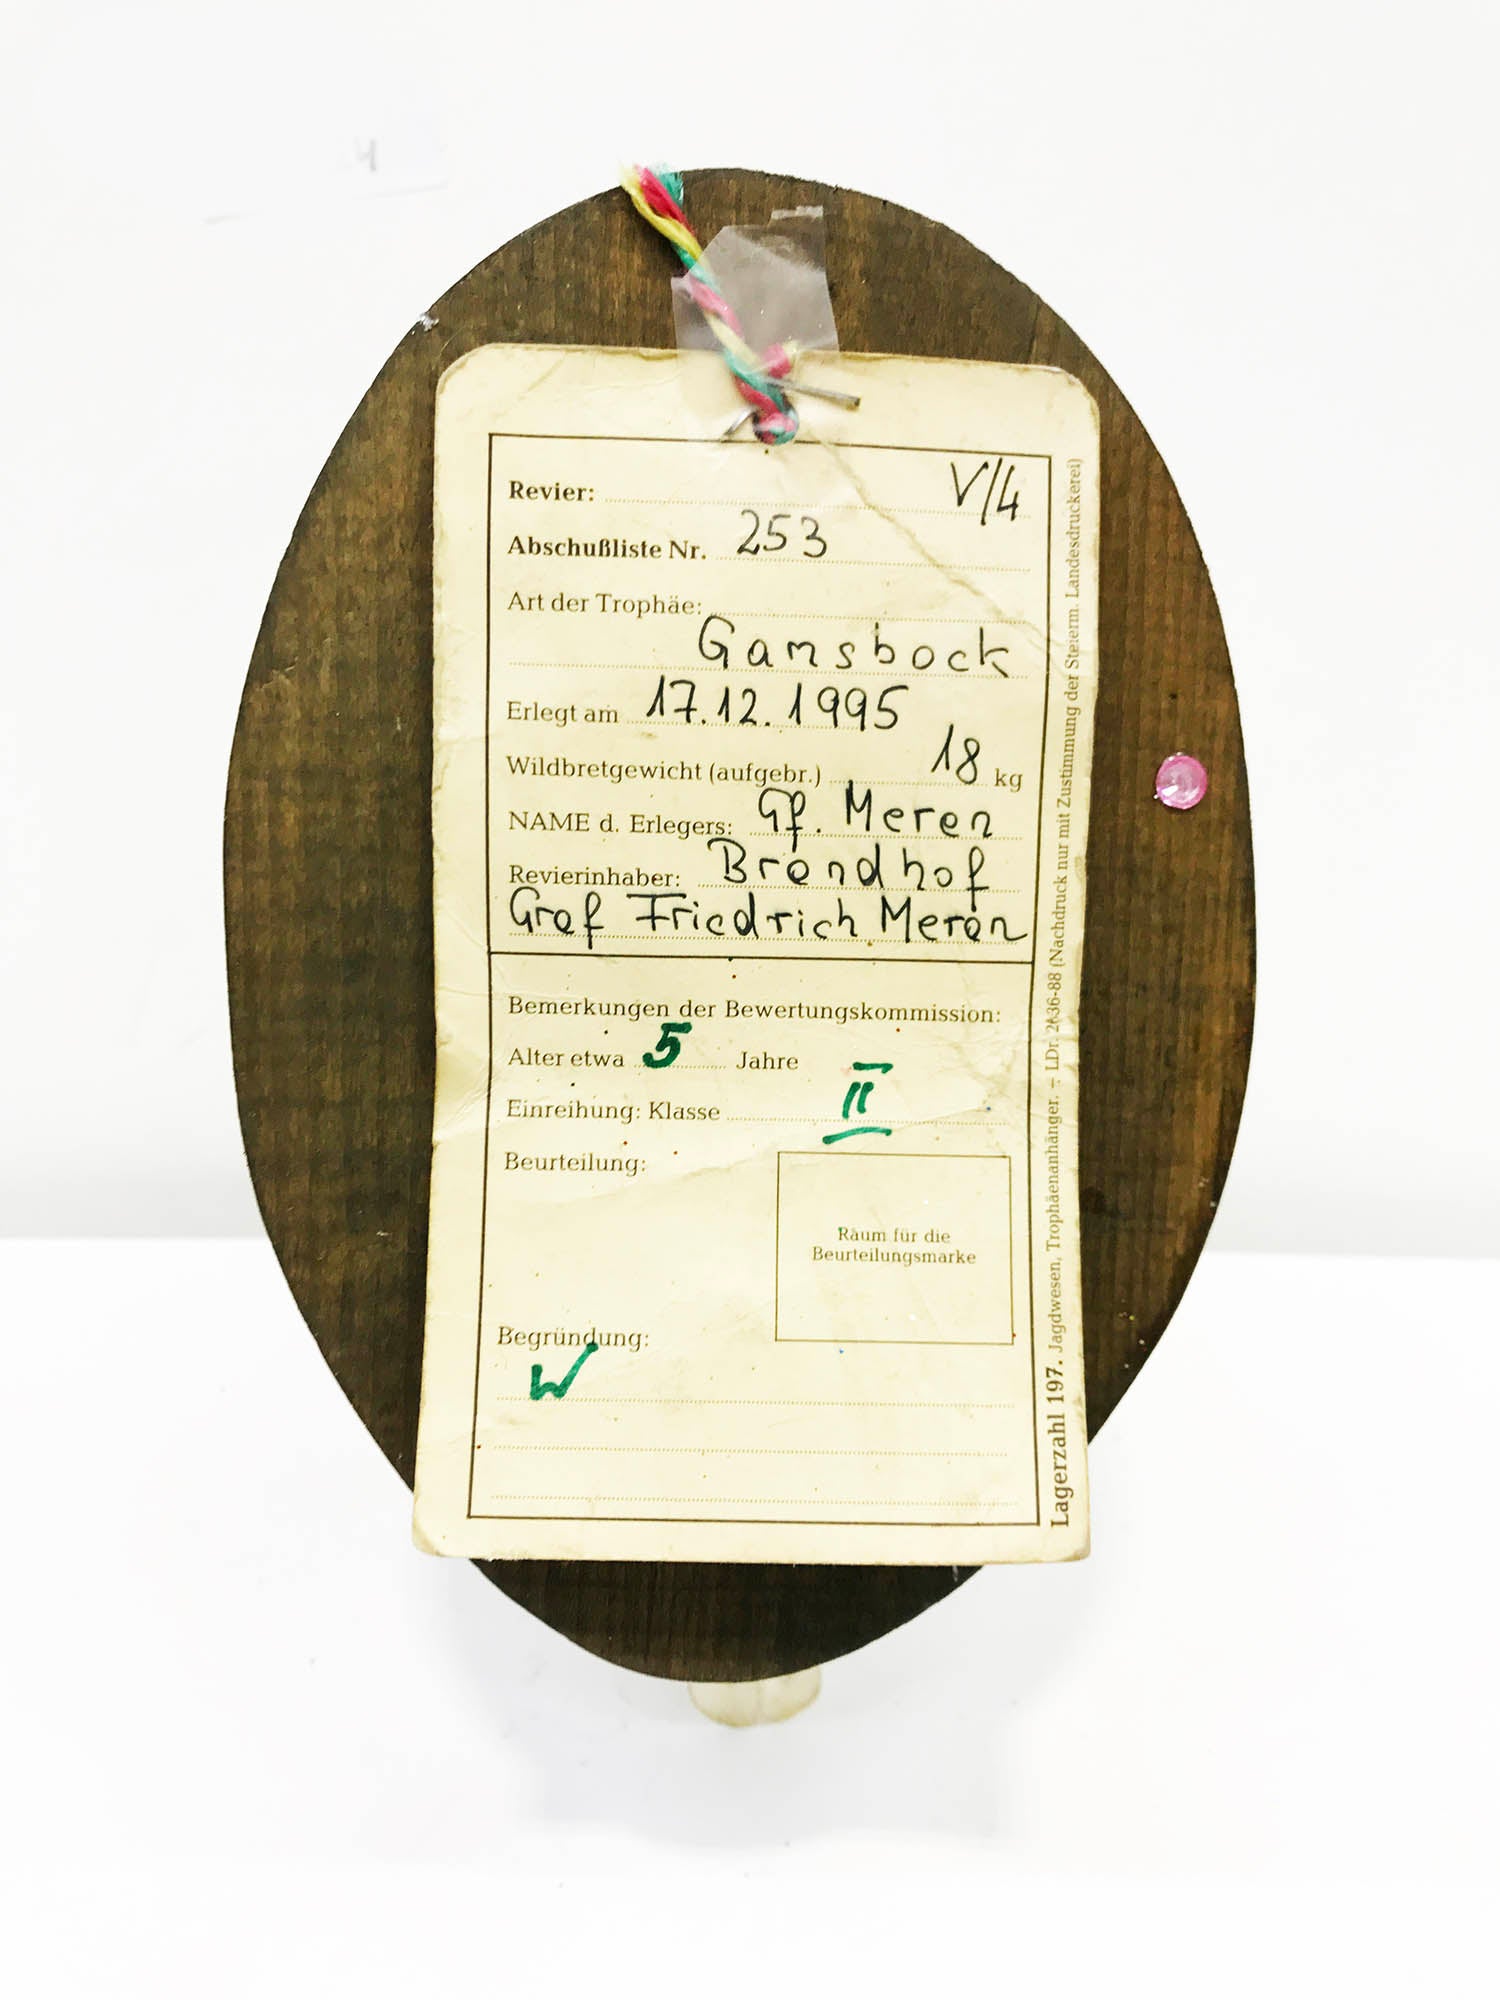 Revier: V/4
Abschußliste Nr. 253
Art der Trophäe:
Gamsbock
Erlegt am 17.12.1995
Wildbretgewicht (aufgebr.) 18 kg
NAME d. Erlegers: Gf. Meran
Revierinhaber: Brandhof
Graf Friedrich Meran
Bemerkungen der Bewertungskommission:
Alter etwa 5 Jahre
Einreihung: Klasse II
Beurteilung:
Raum für die
Beurteilungsmarke
Begründung:
W
Lagerzahl 197. Jagdwesen, Trophäenanhänger. – LDr. 2636-88 (Nachdruck nur mit Zustimmung der Steierm. Landesdruckerei)